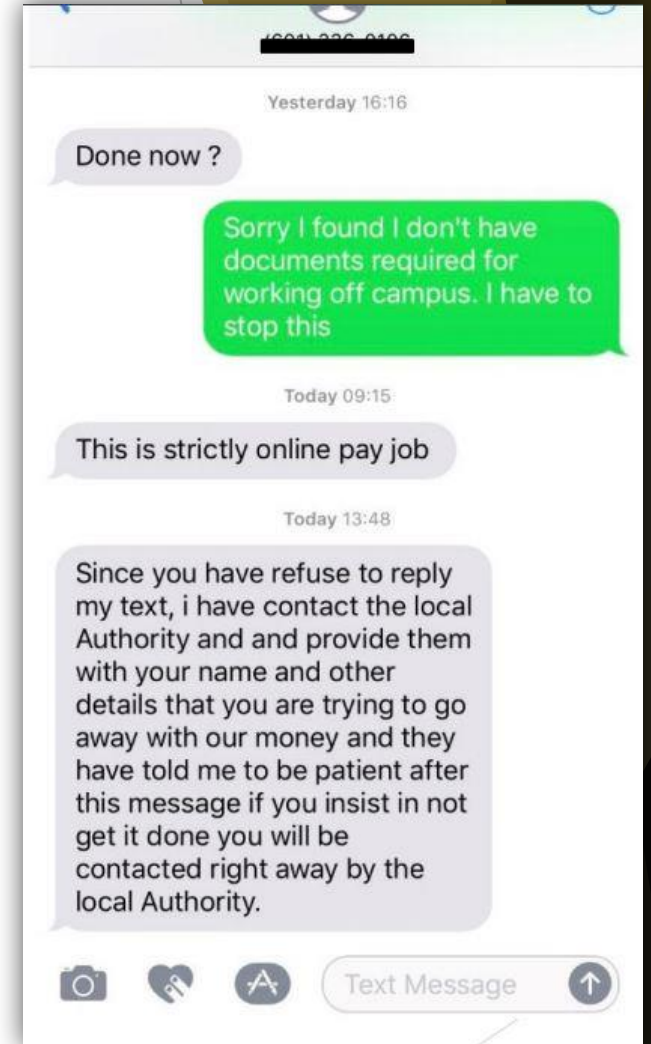 Yesterday 16:16
Done now ?
Sorry I found I don't have
documents required for
working off campus. I have to
stop this
Today 09:15
This is strictly online pay job
Today 13:48
Since you have refuse to reply
my text, i have contact the local
Authority and and provide them
with your name and other
details that you are trying to go
away with our money and they
have told me to be patient after
this message if you insist in not
get it done you will be
contacted right away by the
local Authority.
Text Message